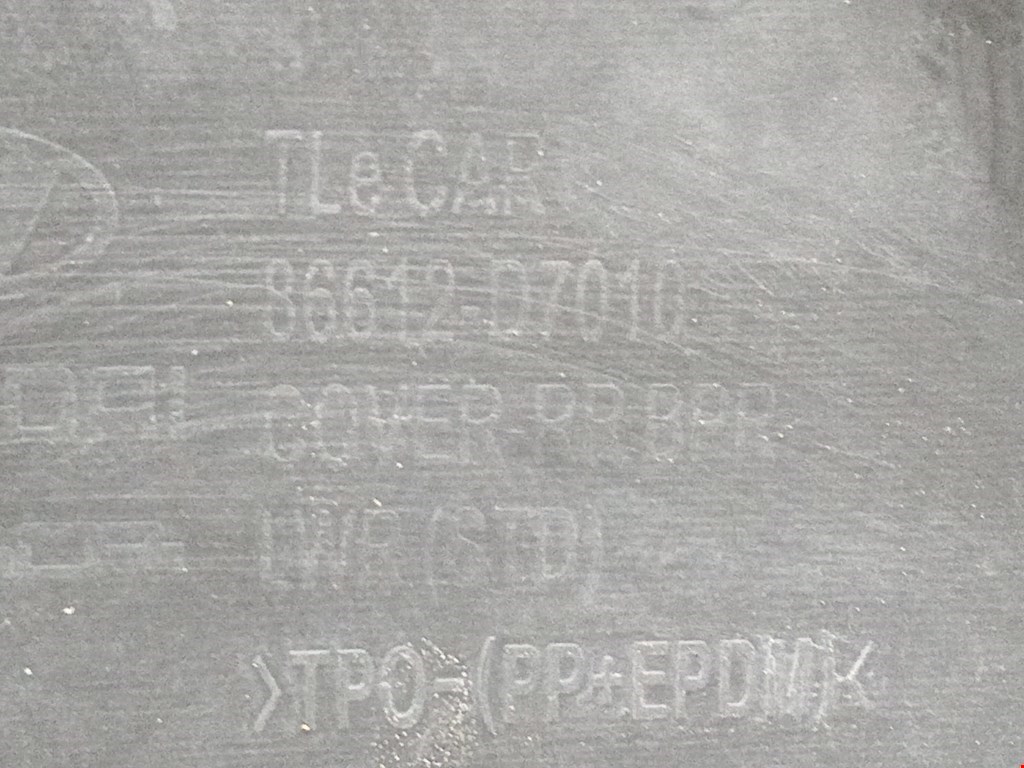 TLe CAR
86612-D7010
COVER-RR BPR
LWR (STD)
>TPO-(PP+EPDM)<